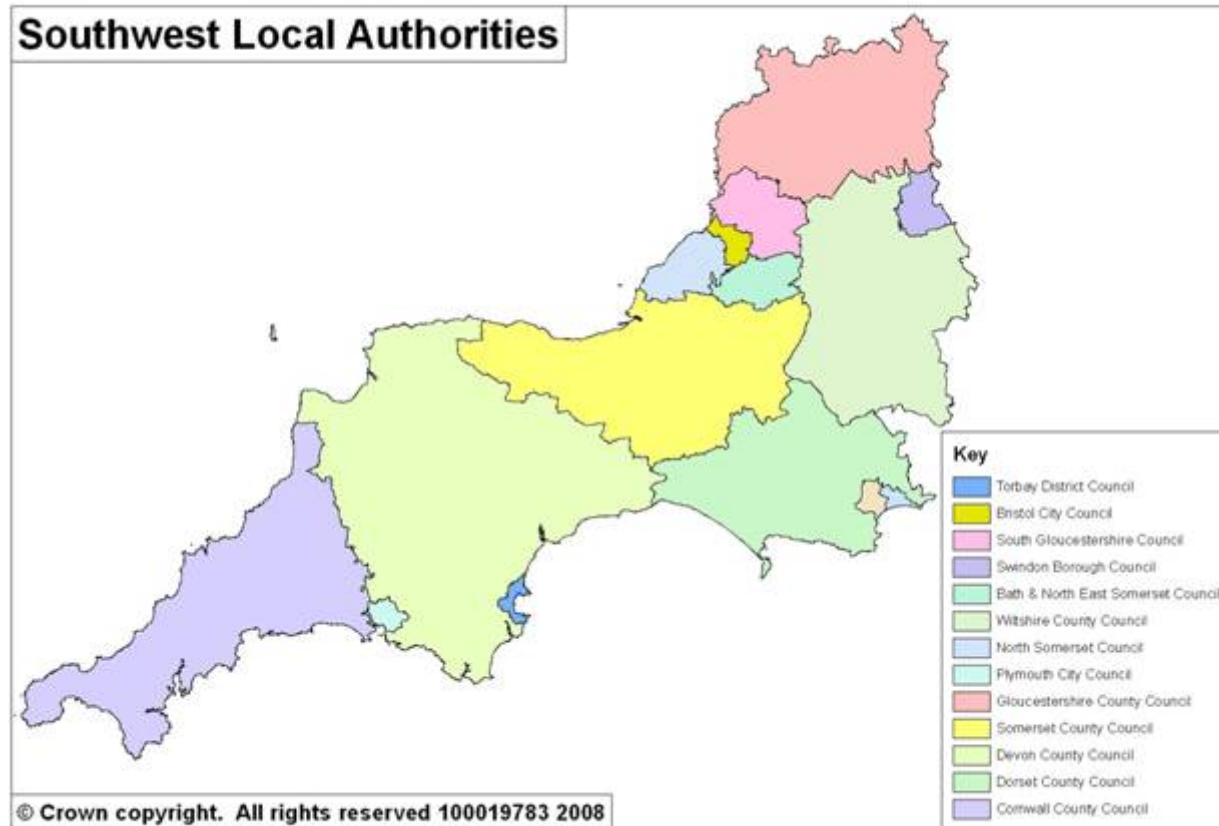 Southwest Local Authorities
Key
Torbay District Council
Bristol City Council
South Gloucestershire Council
Swindon Borough Council
Bath & North East Somerset Council
Wiltshire County Council
North Somerset Council
Plymouth City Council
Gloucestershire County Council
Somerset County Council
Devon County Council
Dorset County Council
Cornwall County Council
© Crown copyright. All rights reserved 100019783 2008